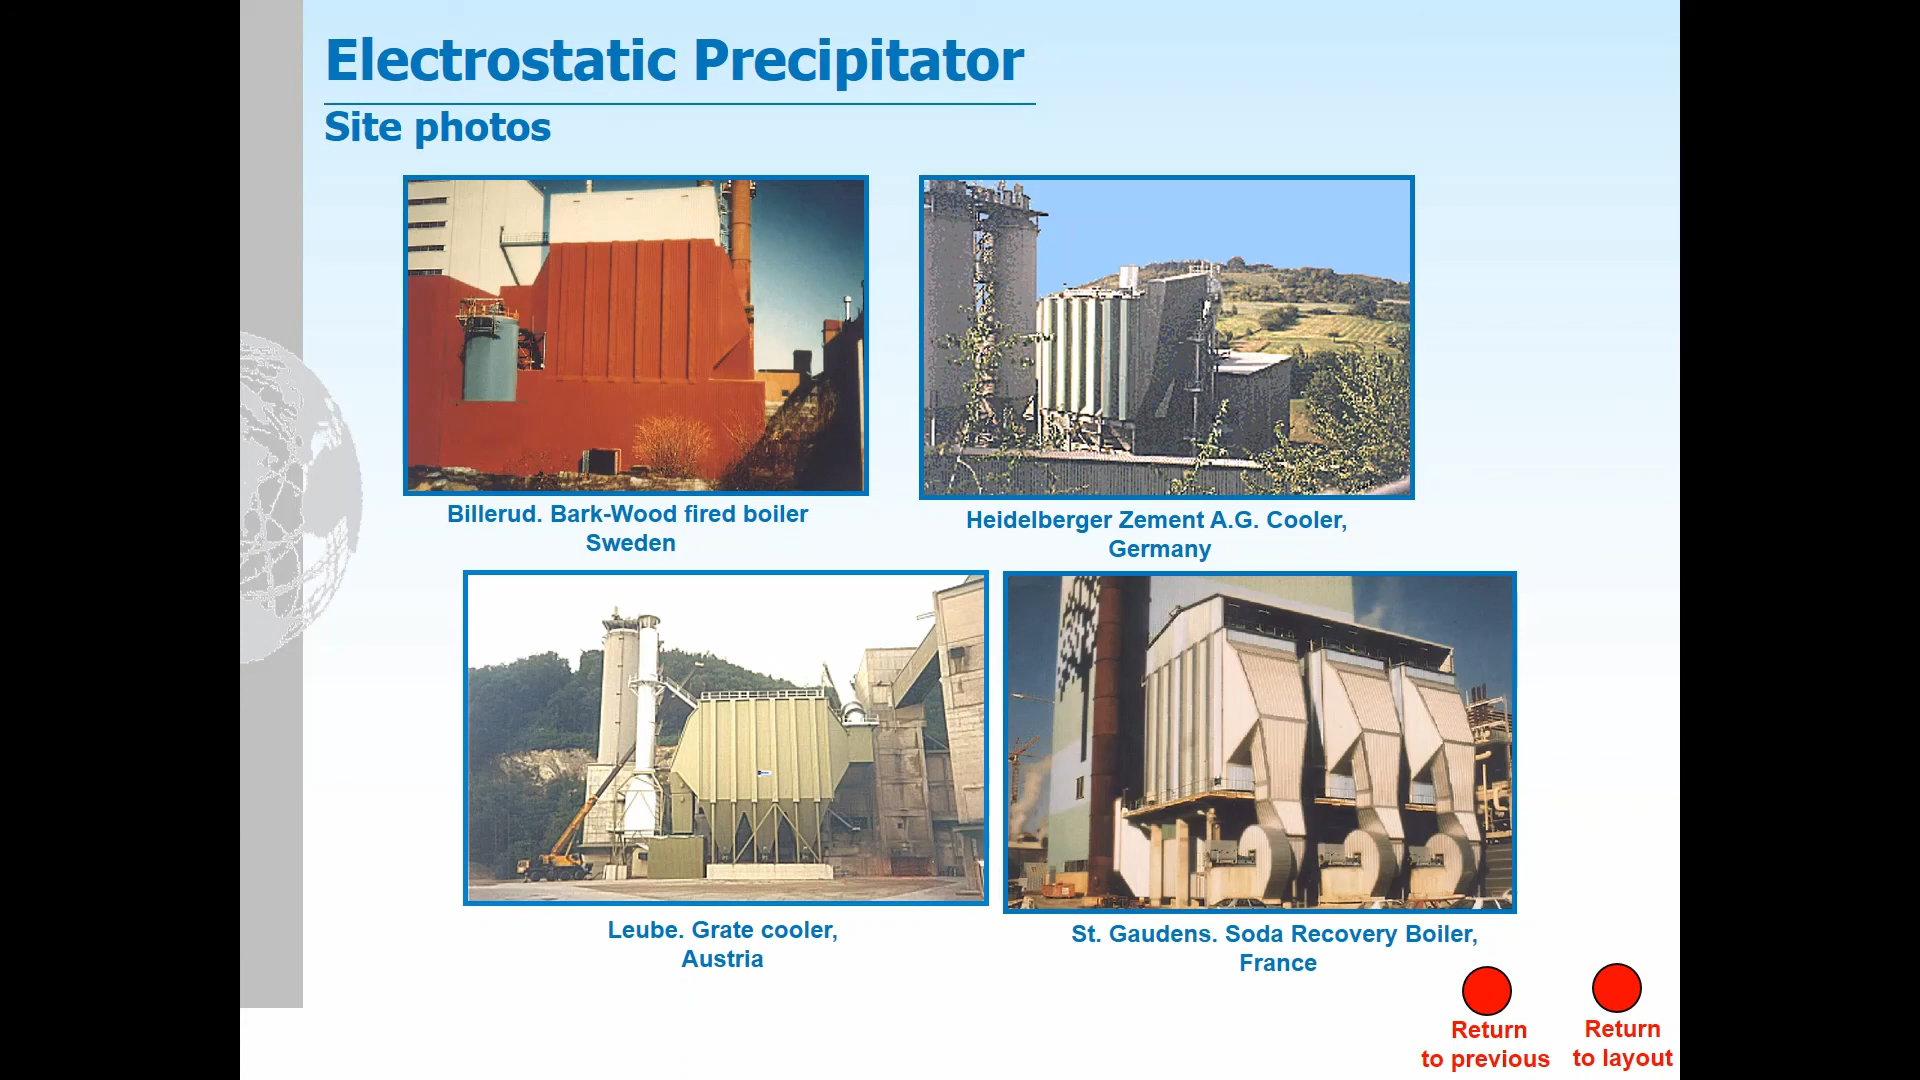 Electrostatic Precipitator
Site photos
Billerud. Bark-Wood fired boiler
Sweden
Heidelberger Zement A.G. Cooler,
Germany
Leube. Grate cooler,
Austria
St. Gaudens. Soda Recovery Boiler,
France
Return
to previous
Return
to layout